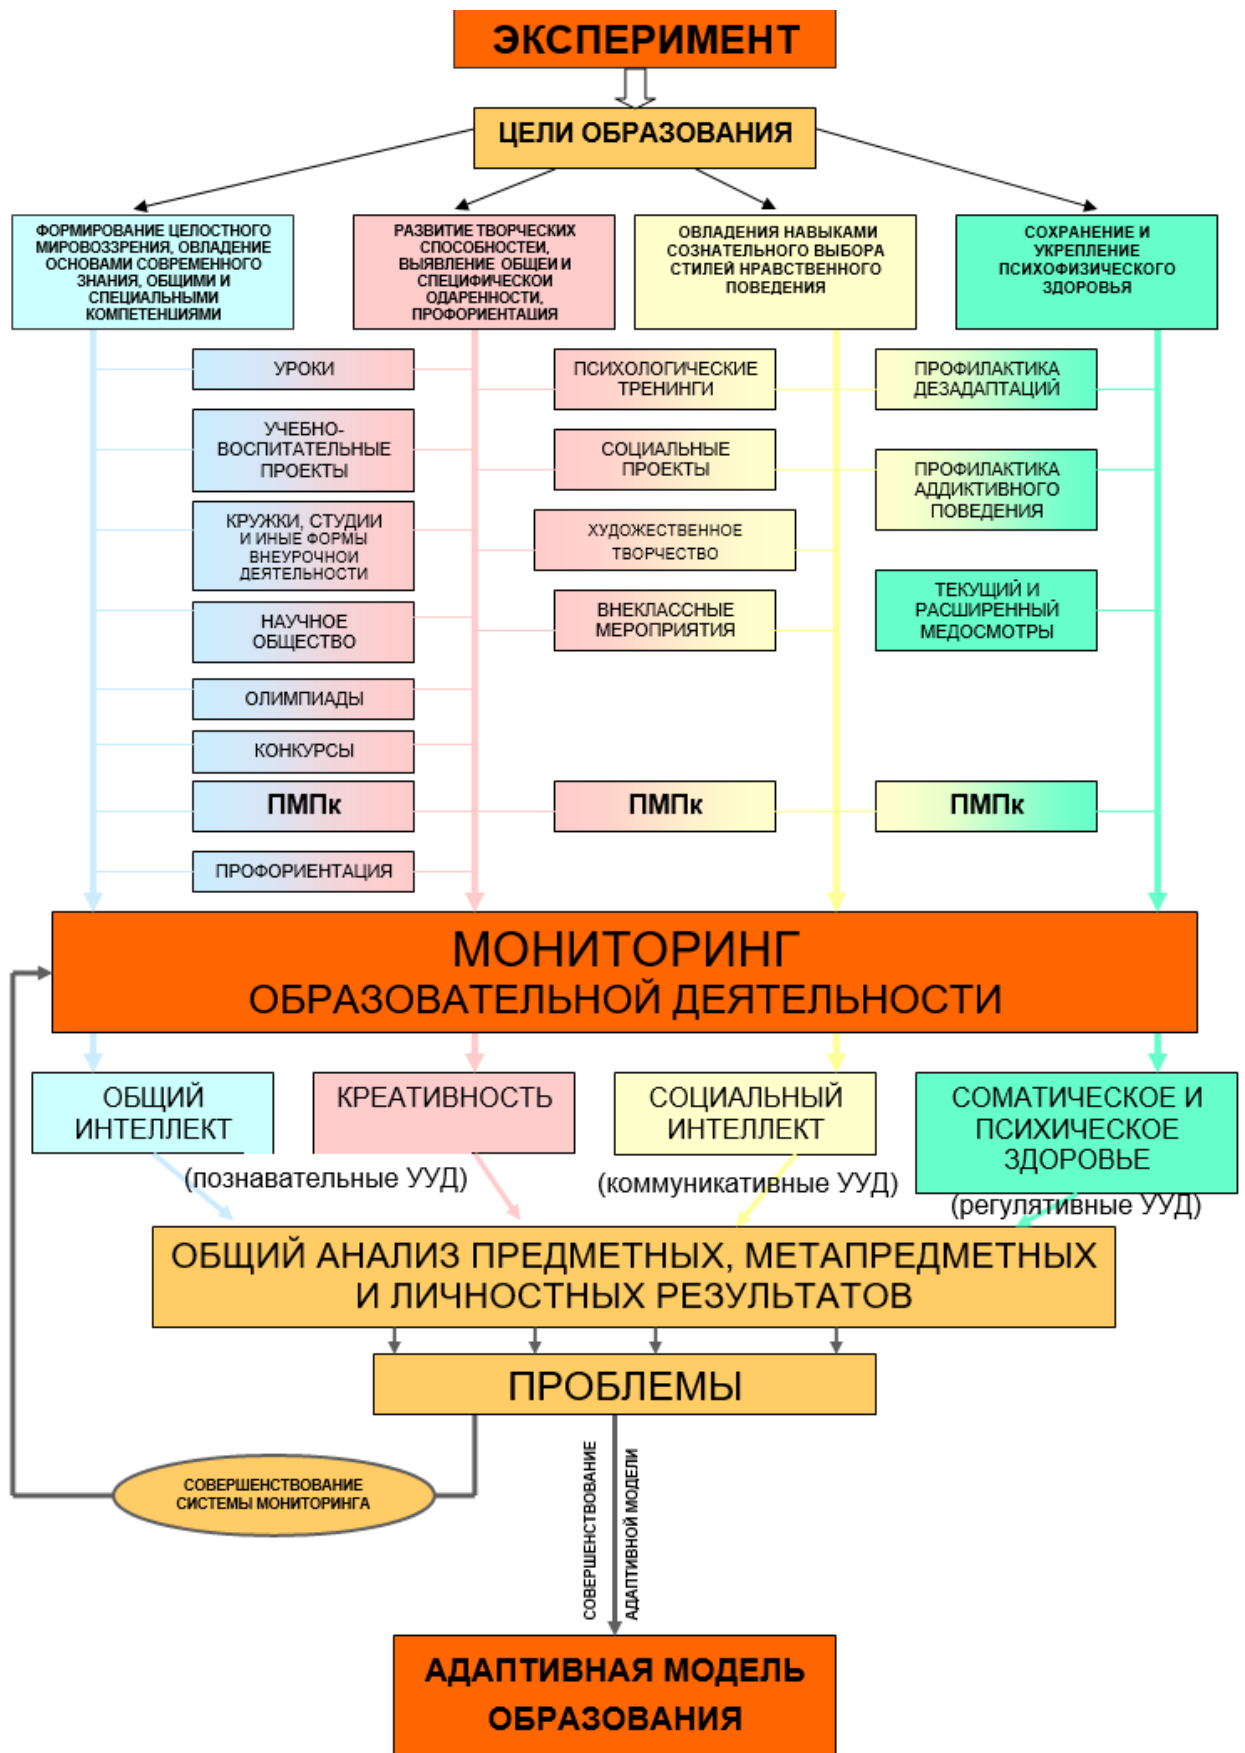 ЭКСПЕРИМЕНТ
ЦЕЛИ ОБРАЗОВАНИЯ
ФОРМИРОВАНИЕ ЦЕЛОСТНОГО
МИРОВОЗЗРЕНИЯ, ОВЛАДЕНИЕ
ОСНОВАМИ СОВРЕМЕННОГО
ЗНАНИЯ, ОБЩИМИ И
СПЕЦИАЛЬНЫМИ
КОМПЕТЕНЦИЯМИ
РАЗВИТИЕ ТВОРЧЕСКИХ
СПОСОБНОСТЕЙ,
ВЫЯВЛЕНИЕ ОБЩЕЙ И
СПЕЦИФИЧЕСКОЙ
ОДАРЕННОСТИ,
ПРОФОРИЕНТАЦИЯ
ОВЛАДЕНИЯ НАВЫКАМИ
СОЗНАТЕЛЬНОГО ВЫБОРА
СТИЛЕЙ НРАВСТВЕННОГО
ПОВЕДЕНИЯ
СОХРАНЕНИЕ И
УКРЕПЛЕНИЕ
ПСИХОФИЗИЧЕСКОГО
ЗДОРОВЬЯ
УРОКИ
УЧЕБНО-
ВОСПИТАТЕЛЬНЫЕ
ПРОЕКТЫ
КРУЖКИ, СТУДИИ
И ИНЫЕ ФОРМЫ
ВНЕУРОЧНОЙ
ДЕЯТЕЛЬНОСТИ
НАУЧНОЕ
ОБЩЕСТВО
ОЛИМПИАДЫ
КОНКУРСЫ
ПМПк
ПРОФОРИЕНТАЦИЯ
ПСИХОЛОГИЧЕСКИЕ
ТРЕНИНГИ
СОЦИАЛЬНЫЕ
ПРОЕКТЫ
ХУДОЖЕСТВЕННОЕ
ТВОРЧЕСТВО
ВНЕКЛАССНЫЕ
МЕРОПРИЯТИЯ
ПМПк
ПРОФИЛАКТИКА
ДЕЗАДАПТАЦИЙ
ПРОФИЛАКТИКА
АДДИКТИВНОГО
ПОВЕДЕНИЯ
ТЕКУЩИЙ И
РАСШИРЕННЫЙ
МЕДОСМОТРЫ
ПМПк
МОНИТОРИНГ
ОБРАЗОВАТЕЛЬНОЙ ДЕЯТЕЛЬНОСТИ
ОБЩИЙ
ИНТЕЛЛЕКТ
КРЕАТИВНОСТЬ
(познавательные УУД)
СОЦИАЛЬНЫЙ
ИНТЕЛЛЕКТ
(коммуникативные УУД)
СОМАТИЧЕСКОЕ И
ПСИХИЧЕСКОЕ
ЗДОРОВЬЕ
(регулятивные УУД)
ОБЩИЙ АНАЛИЗ ПРЕДМЕТНЫХ, МЕТАПРЕДМЕТНЫХ
И ЛИЧНОСТНЫХ РЕЗУЛЬТАТОВ
ПРОБЛЕМЫ
СОВЕРШЕНСТВОВАНИЕ
СИСТЕМЫ МОНИТОРИНГА
СОВЕРШЕНСТВОВАНИЕ
АДАПТИВНОЙ МОДЕЛИ
АДАПТИВНАЯ МОДЕЛЬ
ОБРАЗОВАНИЯ